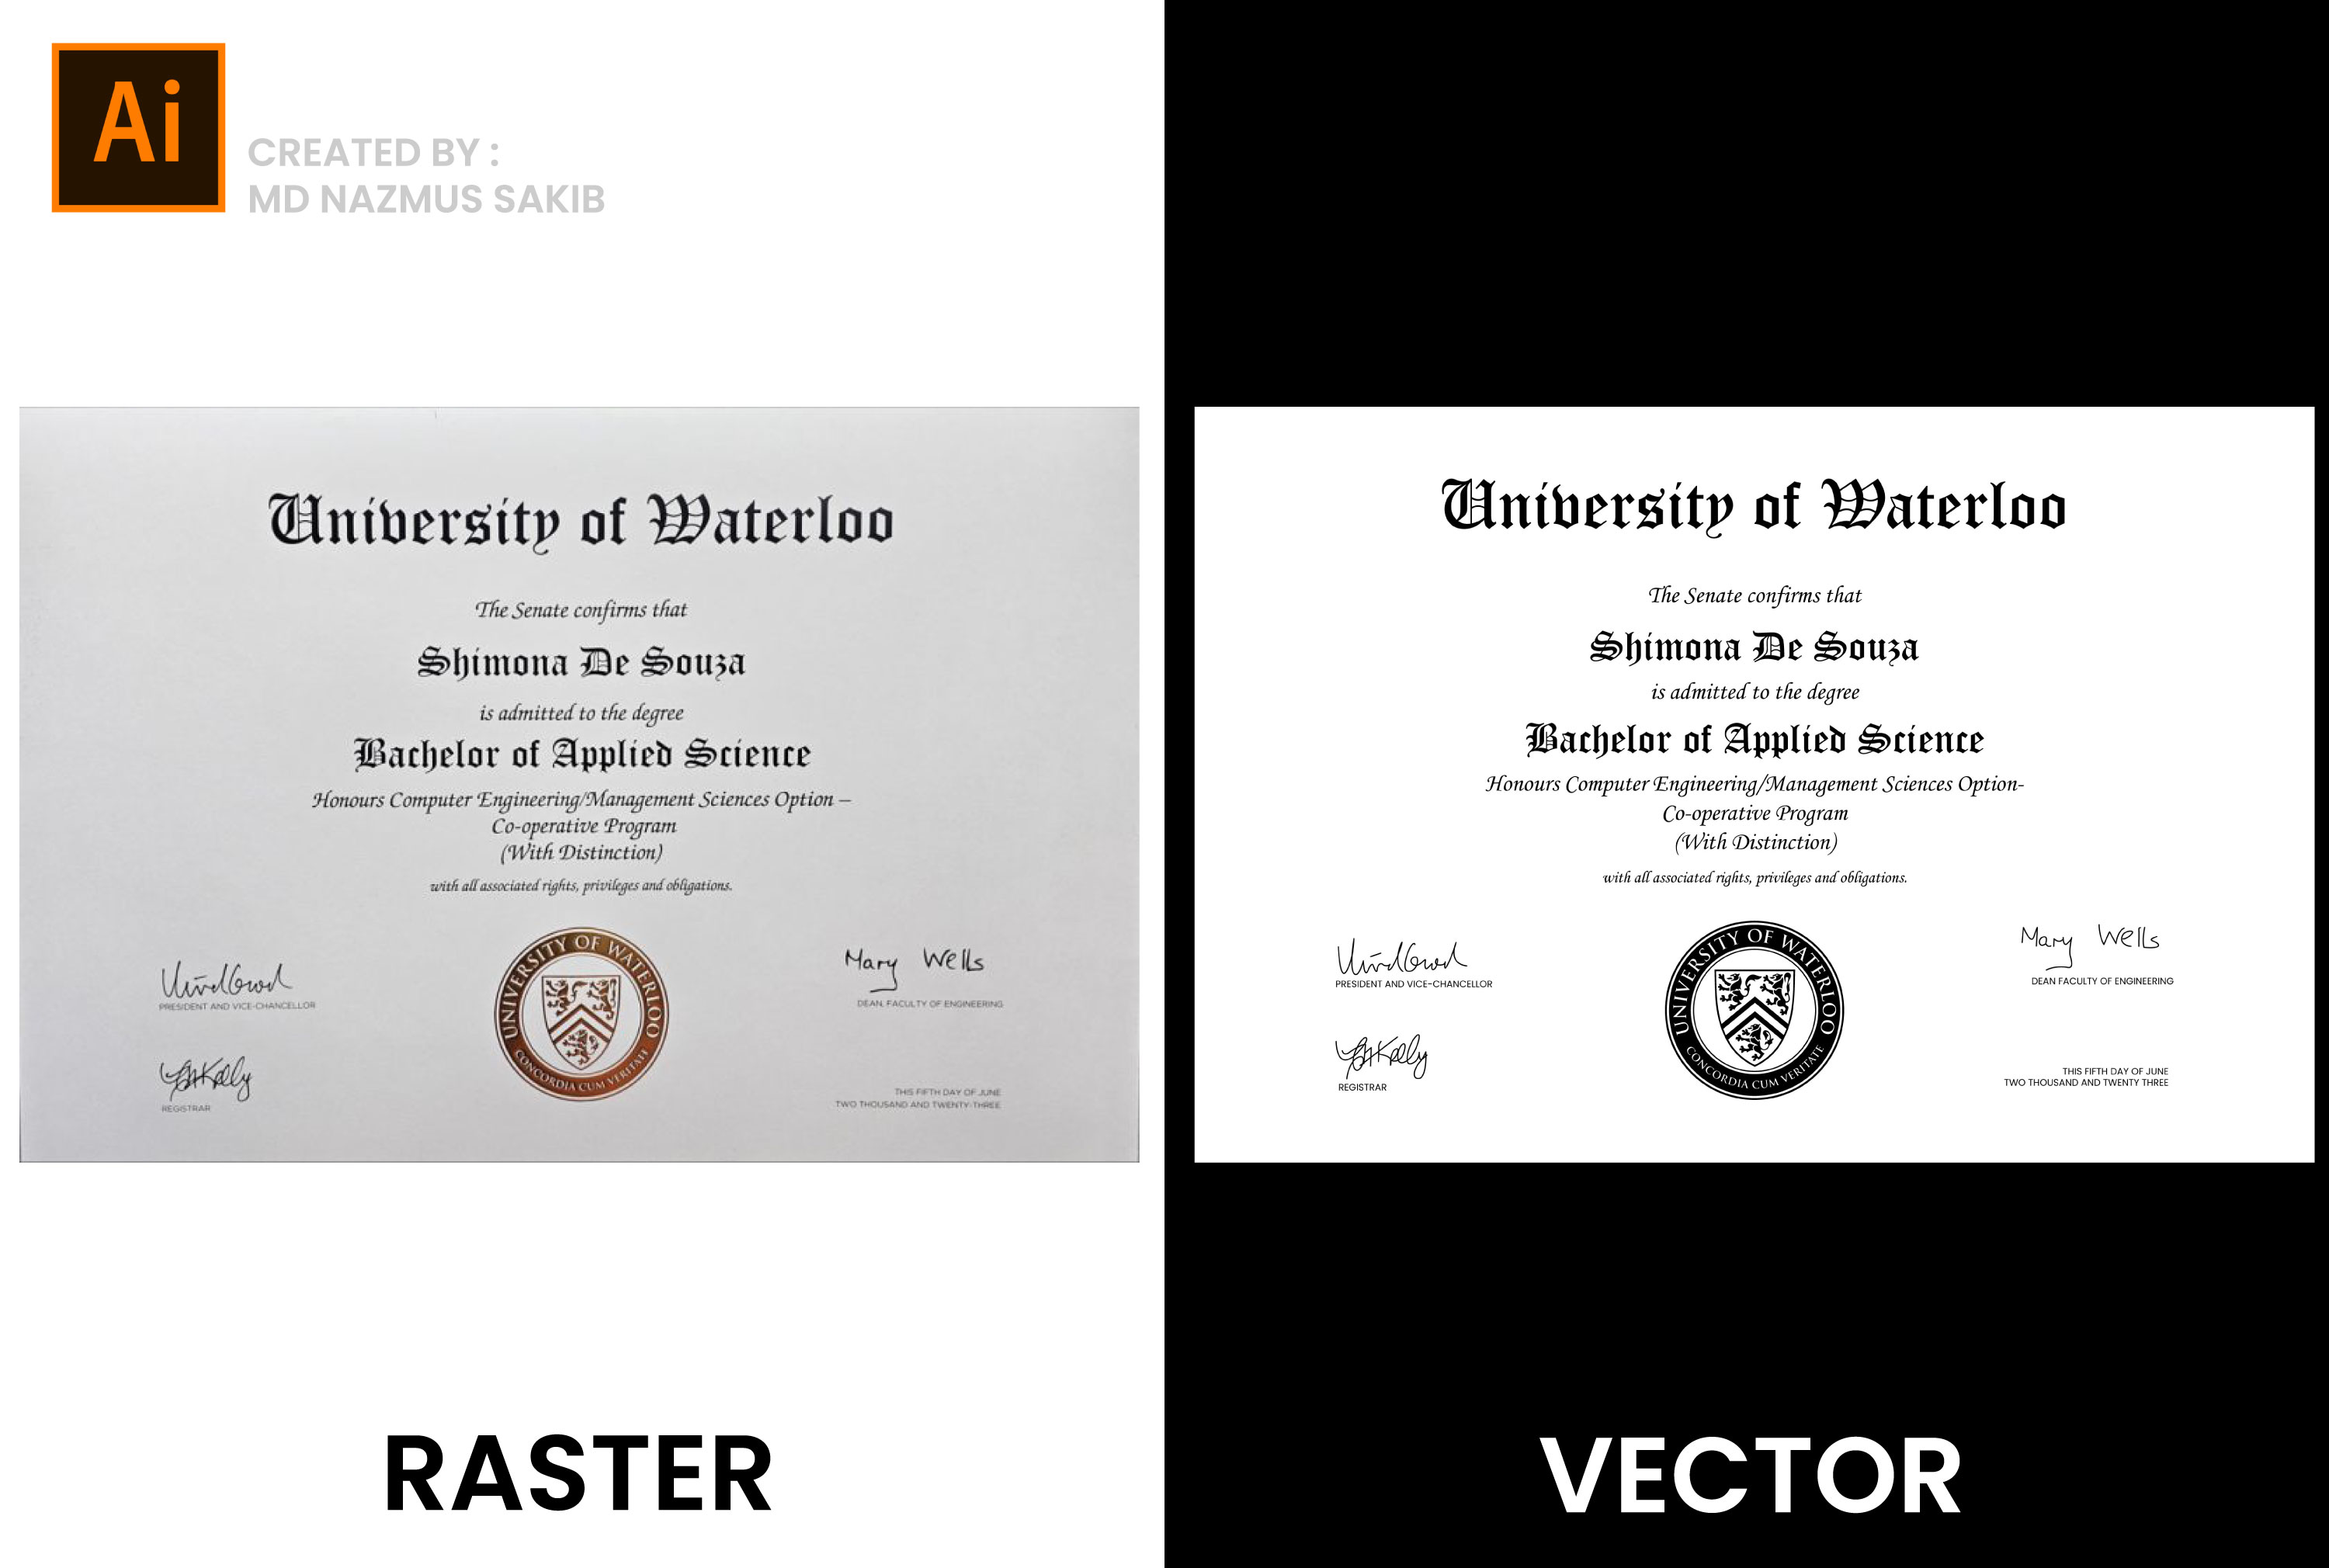 Ai
CREATED BY :
MD NAZMUS SAKIB
University of Waterloo
The Senate confirms that
Shimona De Souza
is admitted to the degree
Bachelor of Applied Science
Honours Computer Engineering/Management Sciences Option –
Co-operative Program
(With Distinction)
with all associated rights, privileges and obligations.
PRESIDENT AND VICE-CHANCELLOR
UNIVERSITY OF WATERLOO
CONCORDIA CUM VERITATE
Mary Wells
DEAN, FACULTY OF ENGINEERING
REGISTRAR
THIS FIFTH DAY OF JUNE
TWO THOUSAND AND TWENTY-THREE
RASTER
University of Waterloo
The Senate confirms that
Shimona De Souza
is admitted to the degree
Bachelor of Applied Science
Honours Computer Engineering/Management Sciences Option-
Co-operative Program
(With Distinction)
with all associated rights, privileges and obligations.
PRESIDENT AND VICE-CHANCELLOR
UNIVERSITY OF WATERLOO
CONCORDIA CUM VERITATE
Mary Wells
DEAN FACULTY OF ENGINEERING
REGISTRAR
THIS FIFTH DAY OF JUNE
TWO THOUSAND AND TWENTY THREE
VECTOR